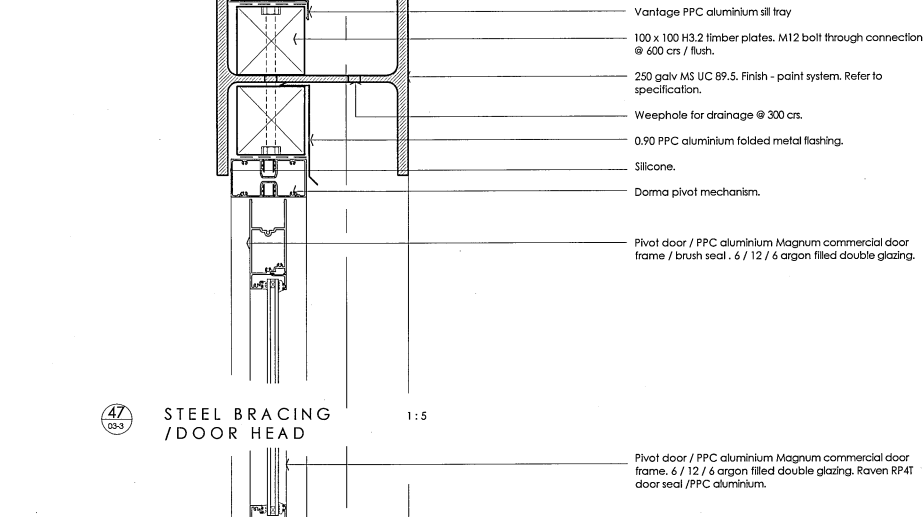 Vantage PPC aluminium sill tray
100 x 100 H3.2 timber plates. M12 bolt through connection
@ 600 crs / flush.
250 galv MS UC 89.5. Finish - paint system. Refer to
specification.
Weephole for drainage @ 300 crs.
0.90 PPC aluminium folded metal flashing.
Silicone.
Dorma pivot mechanism.
Pivot door / PPC aluminium Magnum commercial door
frame / brush seal . 6 / 12 / 6 argon filled double glazing.
47
03-3
STEEL BRACING
/DOOR HEAD
1:5
Pivot door / PPC aluminium Magnum commercial door
frame. 6 / 12 / 6 argon filled double glazing. Raven RP4T
door seal /PPC aluminium.